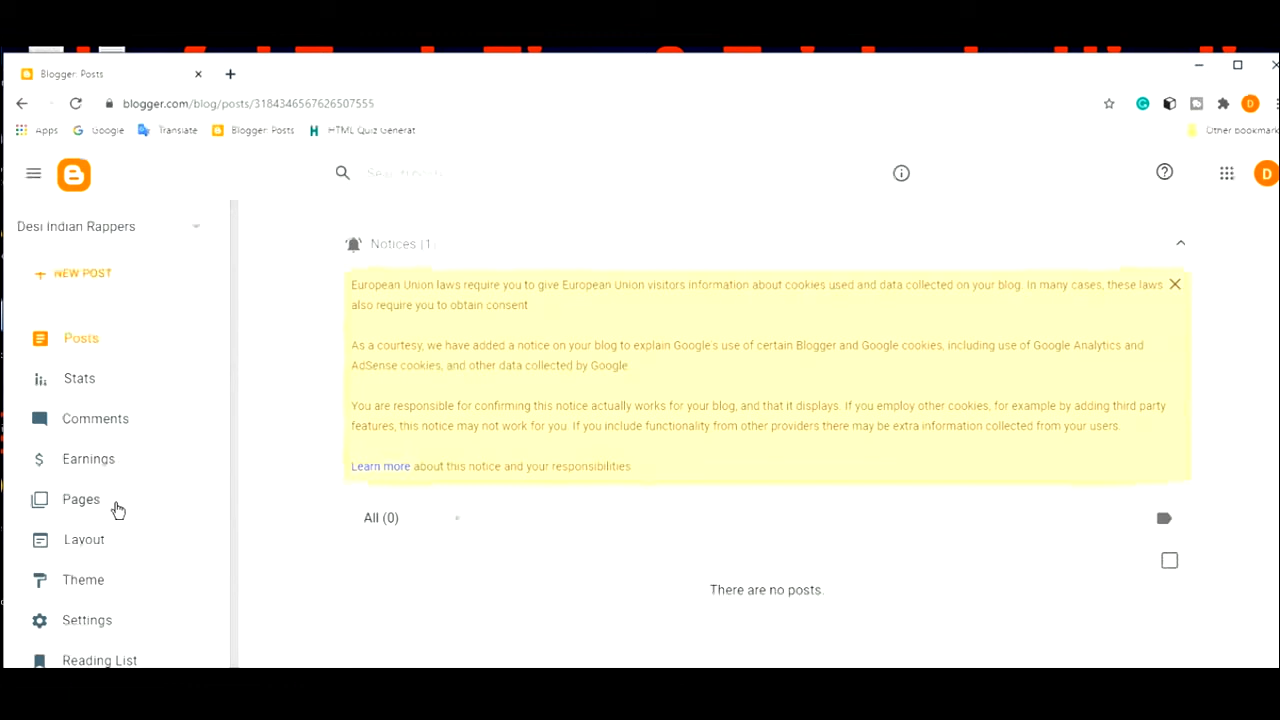 Blogger: Posts
blogger.com/blog/posts/3184346567626507555
Apps Google Translate Blogger: Posts HTML Quiz Generat Other bookmark
D
Desi Indian Rappers
NEW POST
Posts
Stats
Comments
Earnings
Pages
Layout
Theme
Settings
Reading List
Notices (1)
European Union laws require you to give European Union visitors information about cookies used and data collected on your blog. In many cases, these laws
also require you to obtain consent
As a courtesy, we have added a notice on your blog to explain Google's use of certain Blogger and Google cookies, including use of Google Analytics and
AdSense cookies, and other data collected by Google
You are responsible for confirming this notice actually works for your blog, and that it displays. If you employ other cookies, for example by adding third party
features, this notice may not work for you. If you include functionality from other providers there may be extra information collected from your users.
Learn more about this notice and your responsibilities
All (0)
There are no posts.